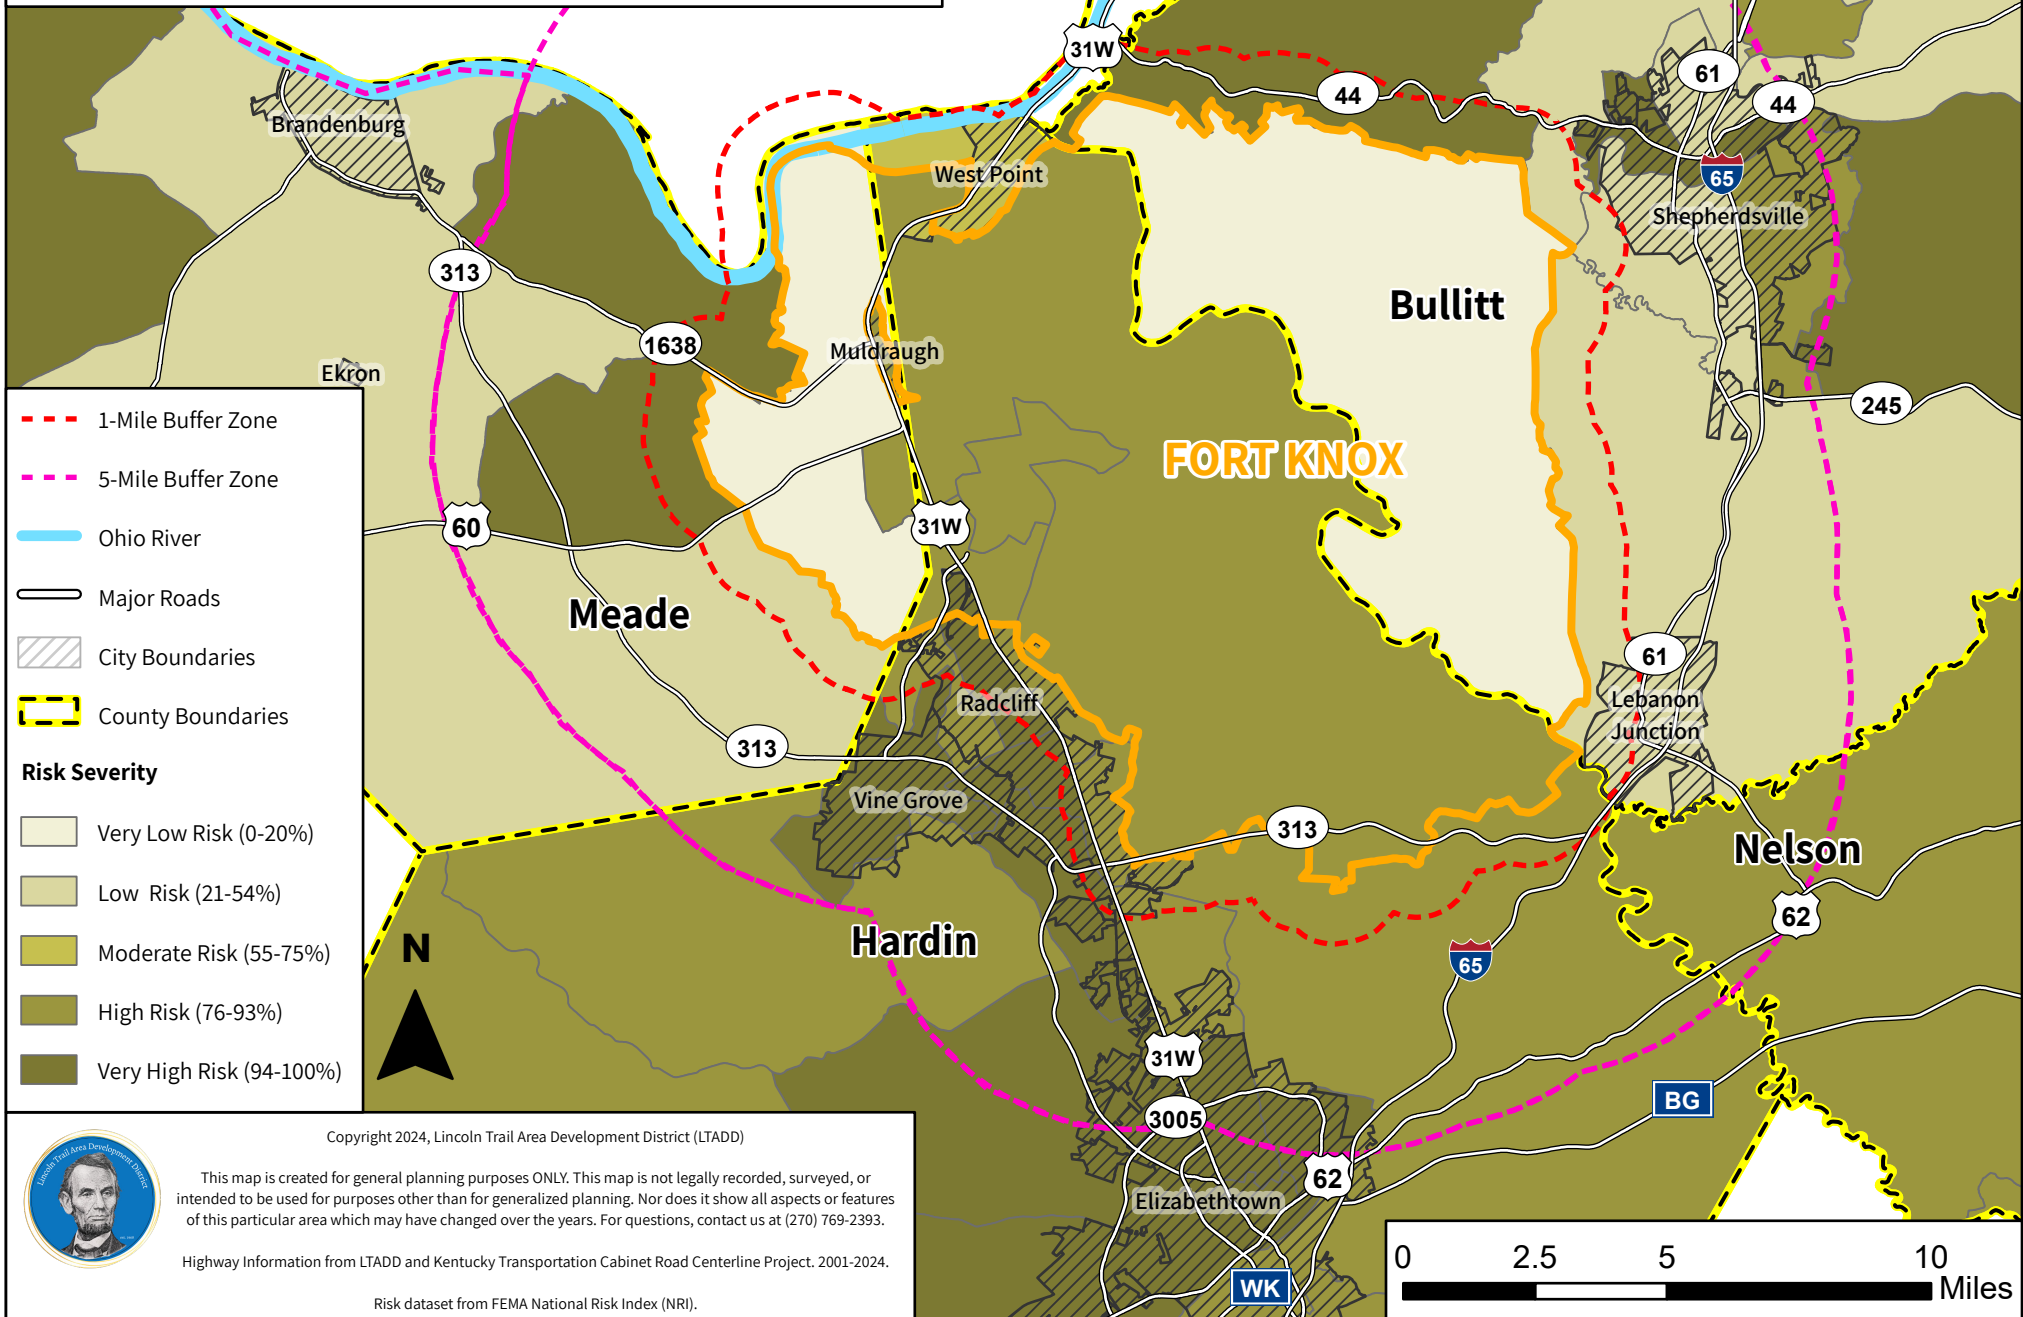 31W
61
44
44
Brandenburg
West Point
65
Shepherdsville
313
Bullitt
1638
Muldraugh
Ekron
245
FORT KNOX
60
31W
Meade
61
Radcliff
Lebanon
Junction
313
Vine Grove
313
Nelson
62
Hardin
65
31W
BG
3005
62
Elizabethtown
WK
1-Mile Buffer Zone
5-Mile Buffer Zone
Ohio River
Major Roads
City Boundaries
County Boundaries
Risk Severity
Very Low Risk (0-20%)
Low Risk (21-54%)
Moderate Risk (55-75%)
High Risk (76-93%)
Very High Risk (94-100%)
N
Lincoln Trail Area Development District
Copyright 2024, Lincoln Trail Area Development District (LTADD)
This map is created for general planning purposes ONLY. This map is not legally recorded, surveyed, or
intended to be used for purposes other than for generalized planning. Nor does it show all aspects or features
of this particular area which may have changed over the years. For questions, contact us at (270) 769-2393.
Highway Information from LTADD and Kentucky Transportation Cabinet Road Centerline Project. 2001-2024.
Risk dataset from FEMA National Risk Index (NRI).
0 2.5 5 10
Miles